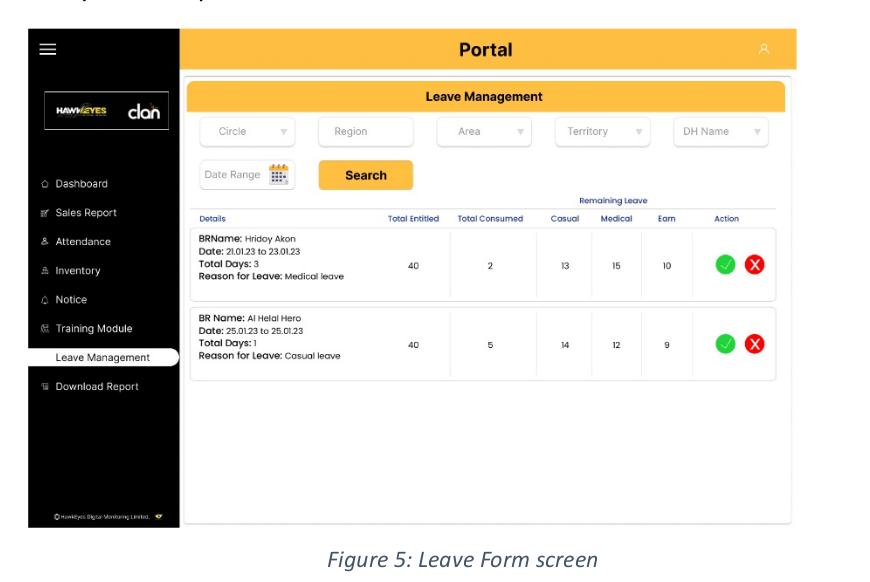 Portal
HAWKEYES clan
Leave Management
Circle Region Area Territory DH Name
Date Range Search
Dashboard
Sales Report
Attendance
Inventory
Notice
Training Module
Leave Management
Download Report
Remaining Leave
Details Total Entitled Total Consumed Casual Medical Earn Action
BRName: Hridoy Akon
Date: 21.01.23 to 23.01.23
Total Days: 3
Reason for Leave: Medical leave
40 2 13 15 10
BR Name: Al Helal Hero
Date: 25.01.23 to 25.01.23
Total Days: 1
Reason for Leave: Casual leave
40 5 14 12 9
©HawkEyes Digital Monitoring Limited.
Figure 5: Leave Form screen